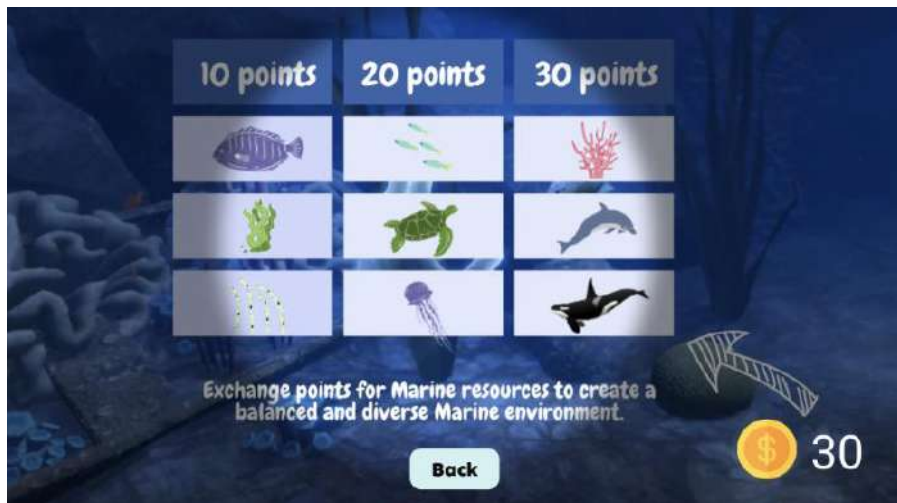 10 points 20 points 30 points
Exchange points for Marine resources to create a
balanced and diverse Marine environment.
Back
$ 30